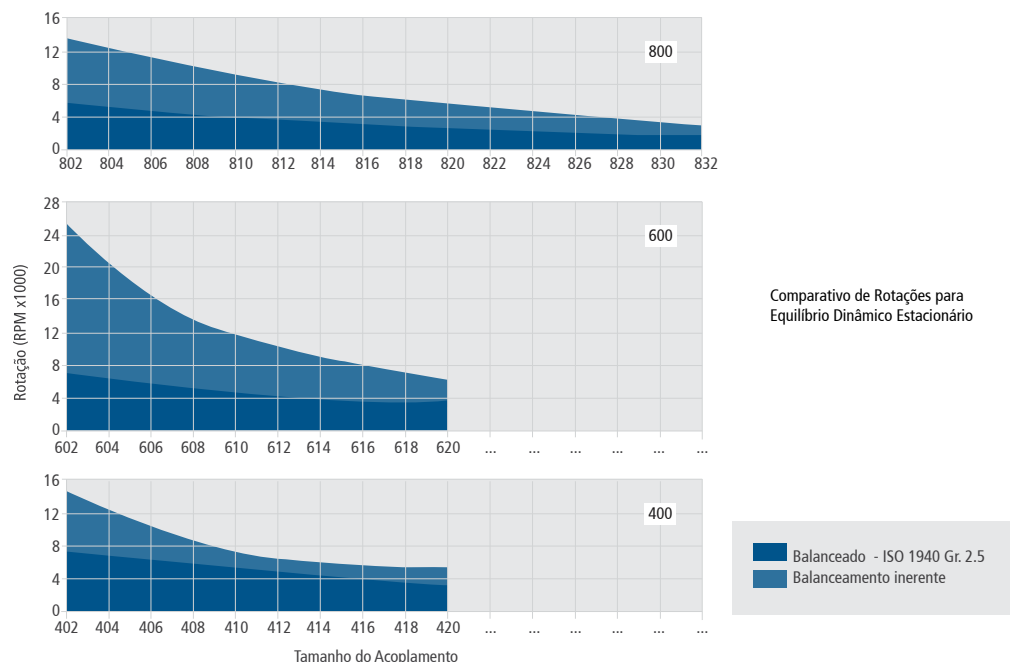 16
12
8
4
0
800
802 804 806 808 810 812 814 816 818 820 822 824 826 828 830 832
28
24
20
16
12
8
4
0
600
602 604 606 608 610 612 614 616 618 620 ... ... ... ... ... ...
16
12
8
4
0
400
402 404 406 408 410 412 414 416 418 420 ... ... ... ... ... ...
Rotação (RPM x1000)
Tamanho do Acoplamento
Comparativo de Rotações para
Equilíbrio Dinâmico Estacionário
Balanceado - ISO 1940 Gr. 2.5
Balanceamento inerente